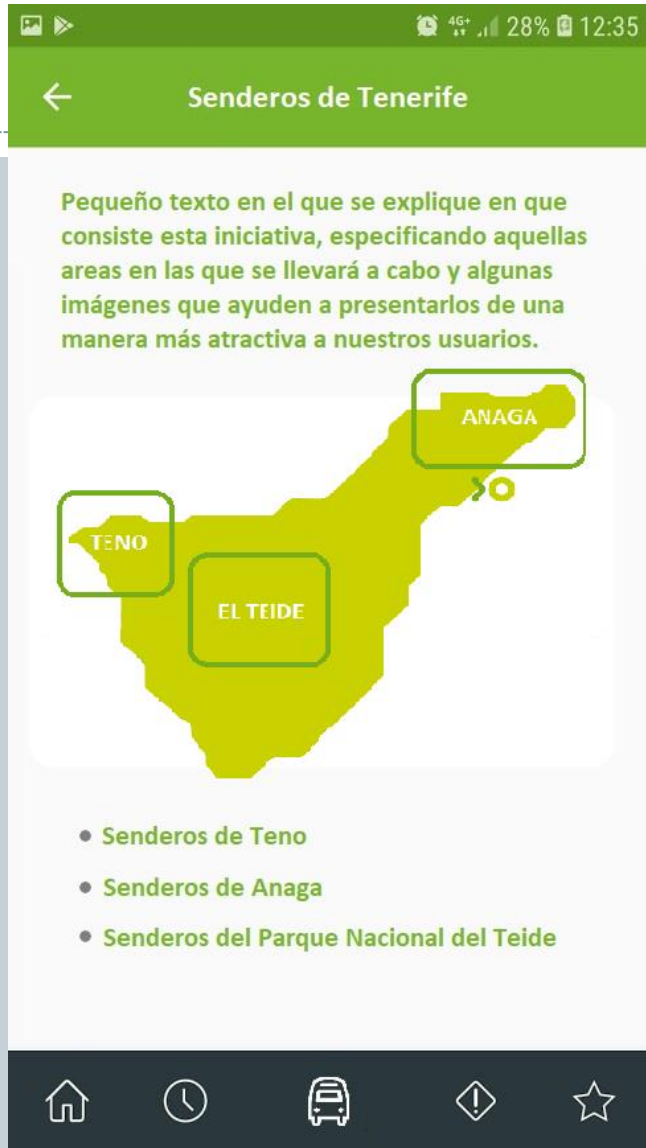 4G+ 28% 12:35
Senderos de Tenerife
Pequeño texto en el que se explique en que
consiste esta iniciativa, especificando aquellas
areas en las que se llevará a cabo y algunas
imágenes que ayuden a presentarlos de una
manera más atractiva a nuestros usuarios.
ANAGA
TENO
EL TEIDE
Senderos de Teno
Senderos de Anaga
Senderos del Parque Nacional del Teide